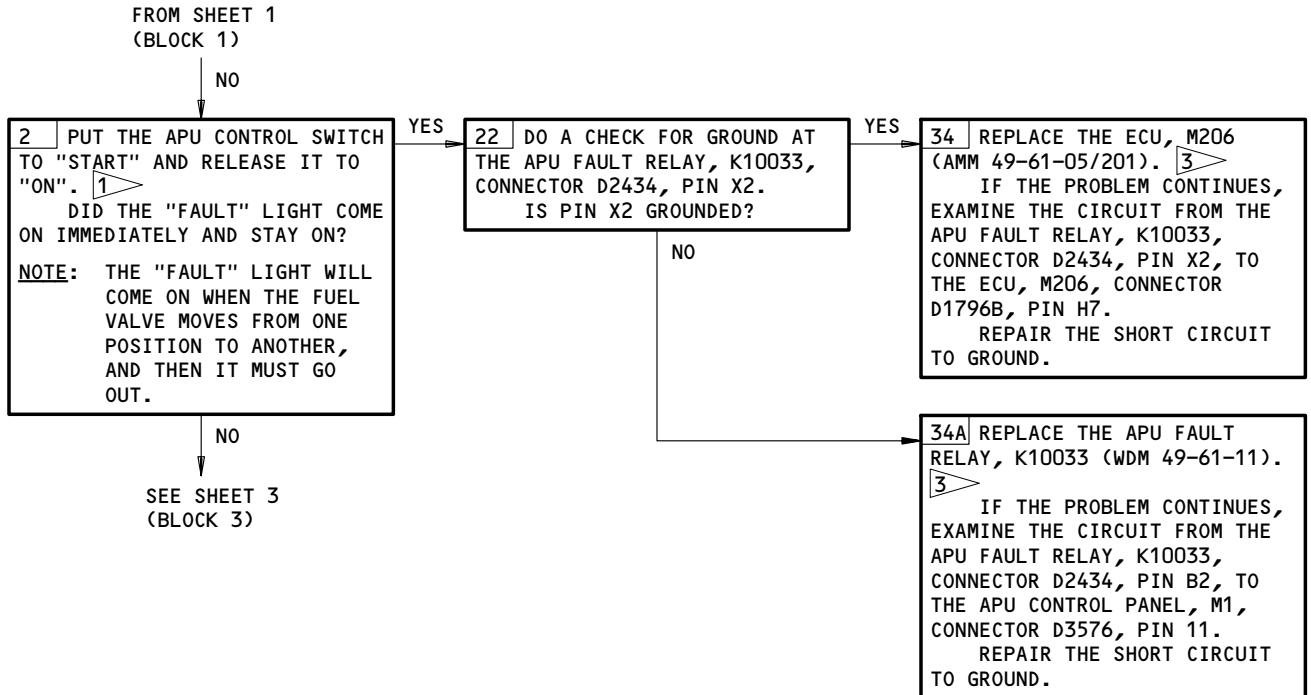 FROM SHEET 1
(BLOCK 1)
NO
2 PUT THE APU CONTROL SWITCH
TO "START" AND RELEASE IT TO
"ON". 1
DID THE "FAULT" LIGHT COME
ON IMMEDIATELY AND STAY ON?
NOTE: THE "FAULT" LIGHT WILL
COME ON WHEN THE FUEL
VALVE MOVES FROM ONE
POSITION TO ANOTHER,
AND THEN IT MUST GO
OUT.
YES
22 DO A CHECK FOR GROUND AT
THE APU FAULT RELAY, K10033,
CONNECTOR D2434, PIN X2.
IS PIN X2 GROUNDED?
YES
34 REPLACE THE ECU, M206
(AMM 49-61-05/201). 3
IF THE PROBLEM CONTINUES,
EXAMINE THE CIRCUIT FROM THE
APU FAULT RELAY, K10033,
CONNECTOR D2434, PIN X2, TO
THE ECU, M206, CONNECTOR
D1796B, PIN H7.
REPAIR THE SHORT CIRCUIT
TO GROUND.
NO
34A REPLACE THE APU FAULT
RELAY, K10033 (WDM 49-61-11).
3
IF THE PROBLEM CONTINUES,
EXAMINE THE CIRCUIT FROM THE
APU FAULT RELAY, K10033,
CONNECTOR D2434, PIN B2, TO
THE APU CONTROL PANEL, M1,
CONNECTOR D3576, PIN 11.
REPAIR THE SHORT CIRCUIT
TO GROUND.
NO
SEE SHEET 3
(BLOCK 3)